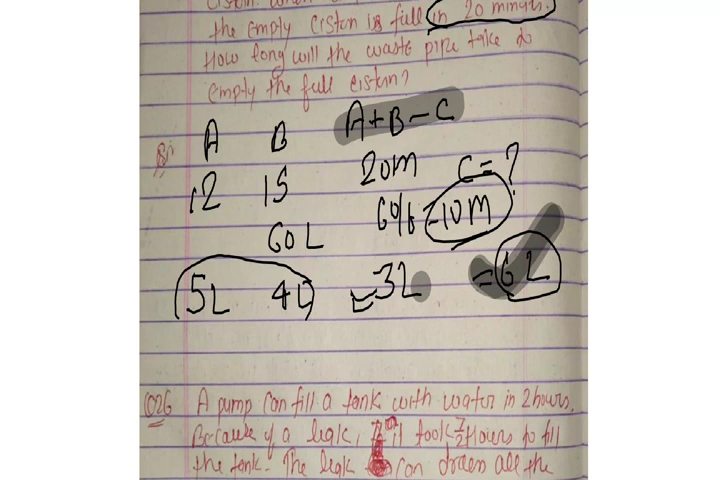 the empty cistern is full in 20 minutes.
How long will the waste pipe take to
empty the full cistern?
A B A+B-C
12 15 20M C=?
60L 60/6=10M
5L 4L 3L =6L
Q26 A pump can fill a tank with water in 2 hours.
Because of a leak, it took 7/2 hours to fill
the tank. The leak can drain all the